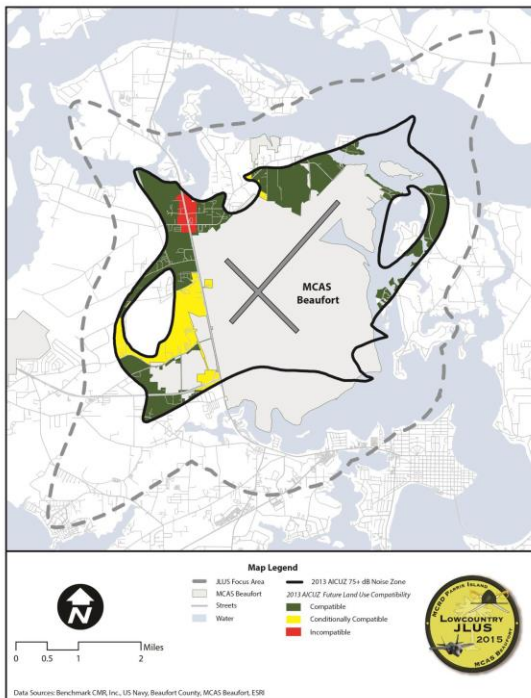 MCAS
Beaufort
Map Legend
JLUS Focus Area
MCAS Beaufort
Streets
Water
2013 AICUZ 75+ dB Noise Zone
2013 AICUZ Future Land Use Compatibility
Compatible
Conditionally Compatible
Incompatible
N
0 0.5 1 2 Miles
MCRD PARRIS ISLAND
LOWCOUNTRY
JLUS
2015
MCAS BEAUFORT
Data Sources: Benchmark CMR, Inc., US Navy, Beaufort County, MCAS Beaufort, ESRI